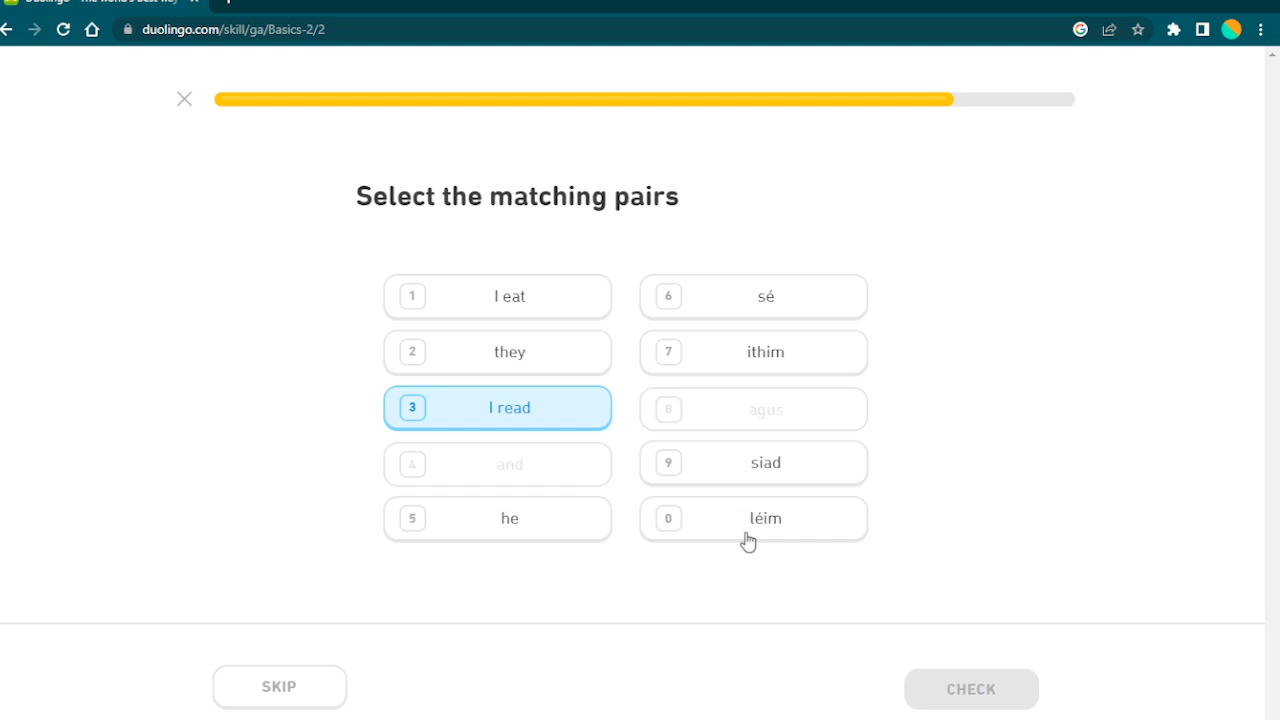 duolingo.com/skill/ga/Basics-2/2
Select the matching pairs
1 I eat
6 sé
2 they
7 ithim
3 I read
8 agus
4 and
9 siad
5 he
0 léim
SKIP
CHECK